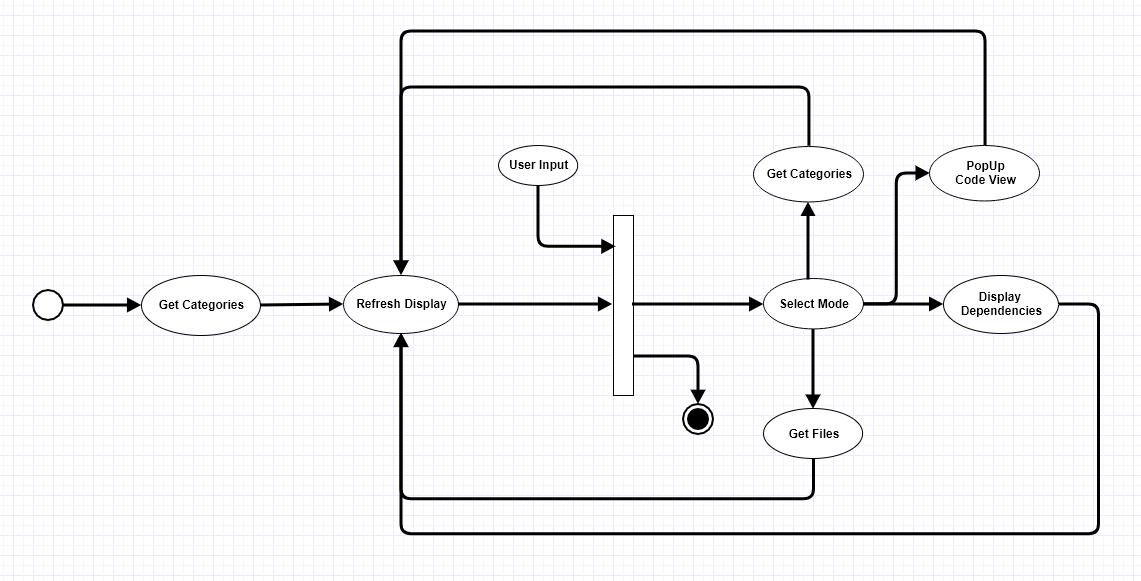 User Input
Get Categories
PopUp
Code View
Get Categories
Refresh Display
Select Mode
Display
Dependencies
Get Files